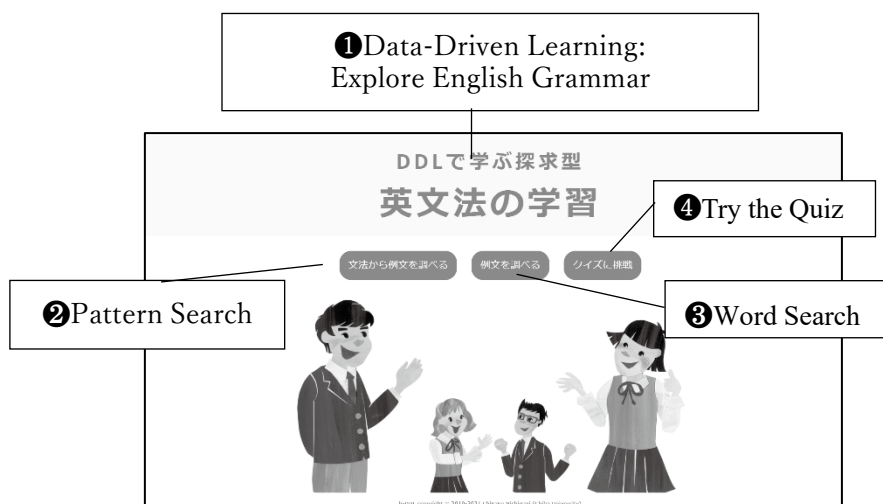 ❶Data-Driven Learning:
Explore English Grammar
DDLで学ぶ探求型
英文法の学習
❹Try the Quiz
文法から例文を調べる
例文を調べる
クイズに挑戦
❷Pattern Search
❸Word Search